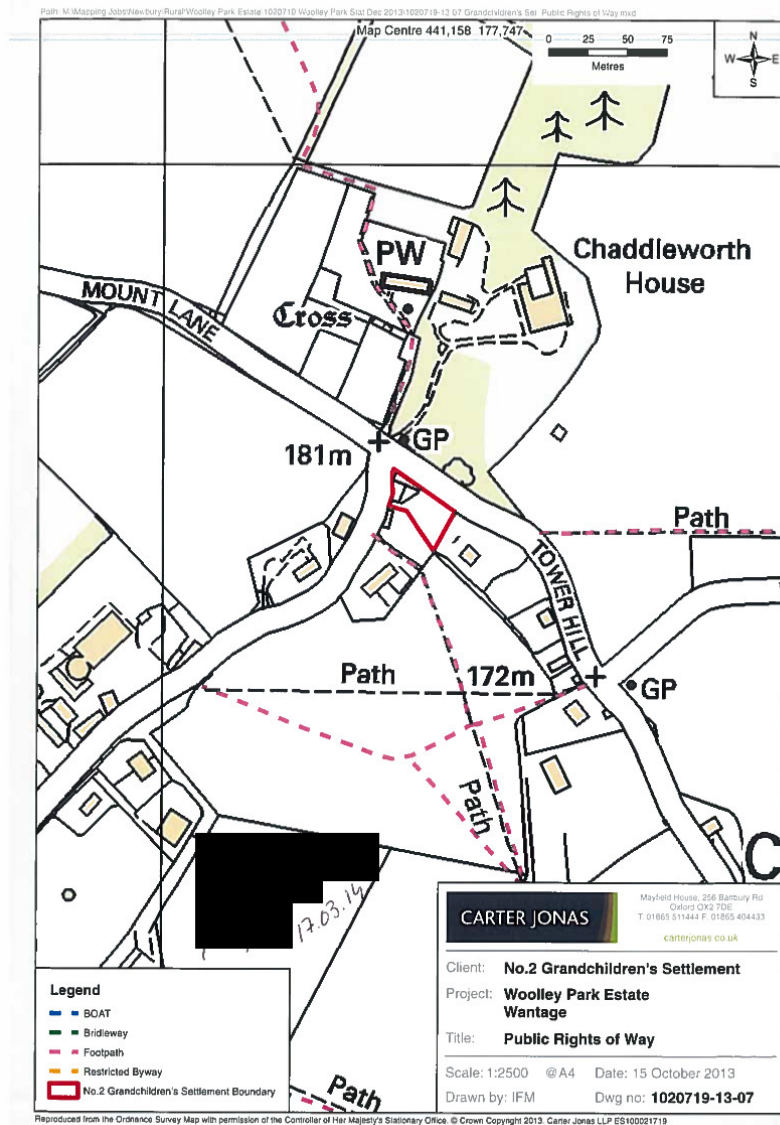 Path: M:\Mapping Jobs\Newbury\Rural\Woolley Park Estate 1020710 Woolley Park Stat Dec 2013\1020719-13 07 Grandchildren's Set Public Rights of Way mxd
Map Centre 441,158 177,747
0 25 50 75
Metres
N
W E
S
PW
Chaddleworth
House
MOUNT LANE
Cross
181m
GP
Path
TOWER HILL
Path
172m
GP
Path
C
17.03.14
CARTER JONAS
Mayfield House, 256 Banbury Rd
Oxford OX2 7DE
T. 01865 511444 F. 01865 404433
carterjonas.co.uk
Client: No.2 Grandchildren's Settlement
Project: Woolley Park Estate
Wantage
Title: Public Rights of Way
Scale: 1:2500 @A4 Date: 15 October 2013
Drawn by: IFM Dwg no: 1020719-13-07
Legend
BOAT
Bridleway
Footpath
Restricted Byway
No.2 Grandchildren's Settlement Boundary
Path
Reproduced from the Ordnance Survey Map with permission of the Controller of Her Majesty's Stationary Office. © Crown Copyright 2013. Carter Jonas LLP ES100021719